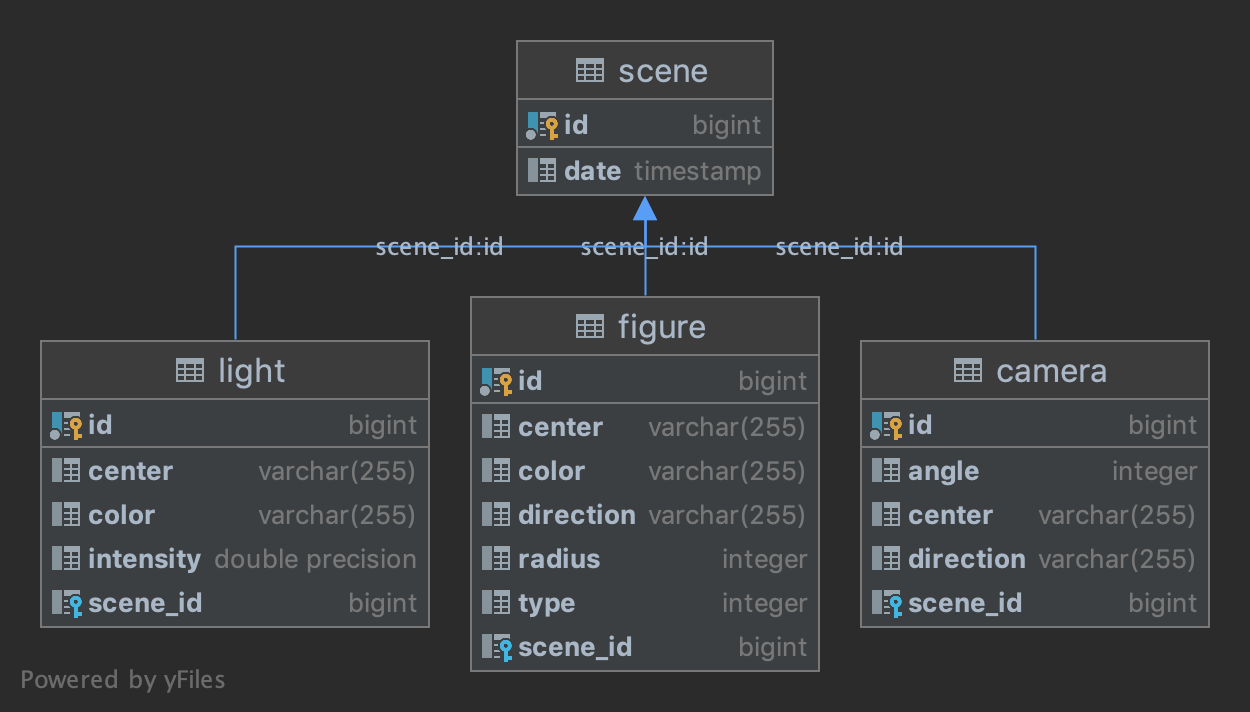 scene
id bigint
date timestamp
scene_id:id scene_id:id scene_id:id
light
id bigint
center varchar(255)
color varchar(255)
intensity double precision
scene_id bigint
figure
id bigint
center varchar(255)
color varchar(255)
direction varchar(255)
radius integer
type integer
scene_id bigint
camera
id bigint
angle integer
center varchar(255)
direction varchar(255)
scene_id bigint
Powered by yFiles